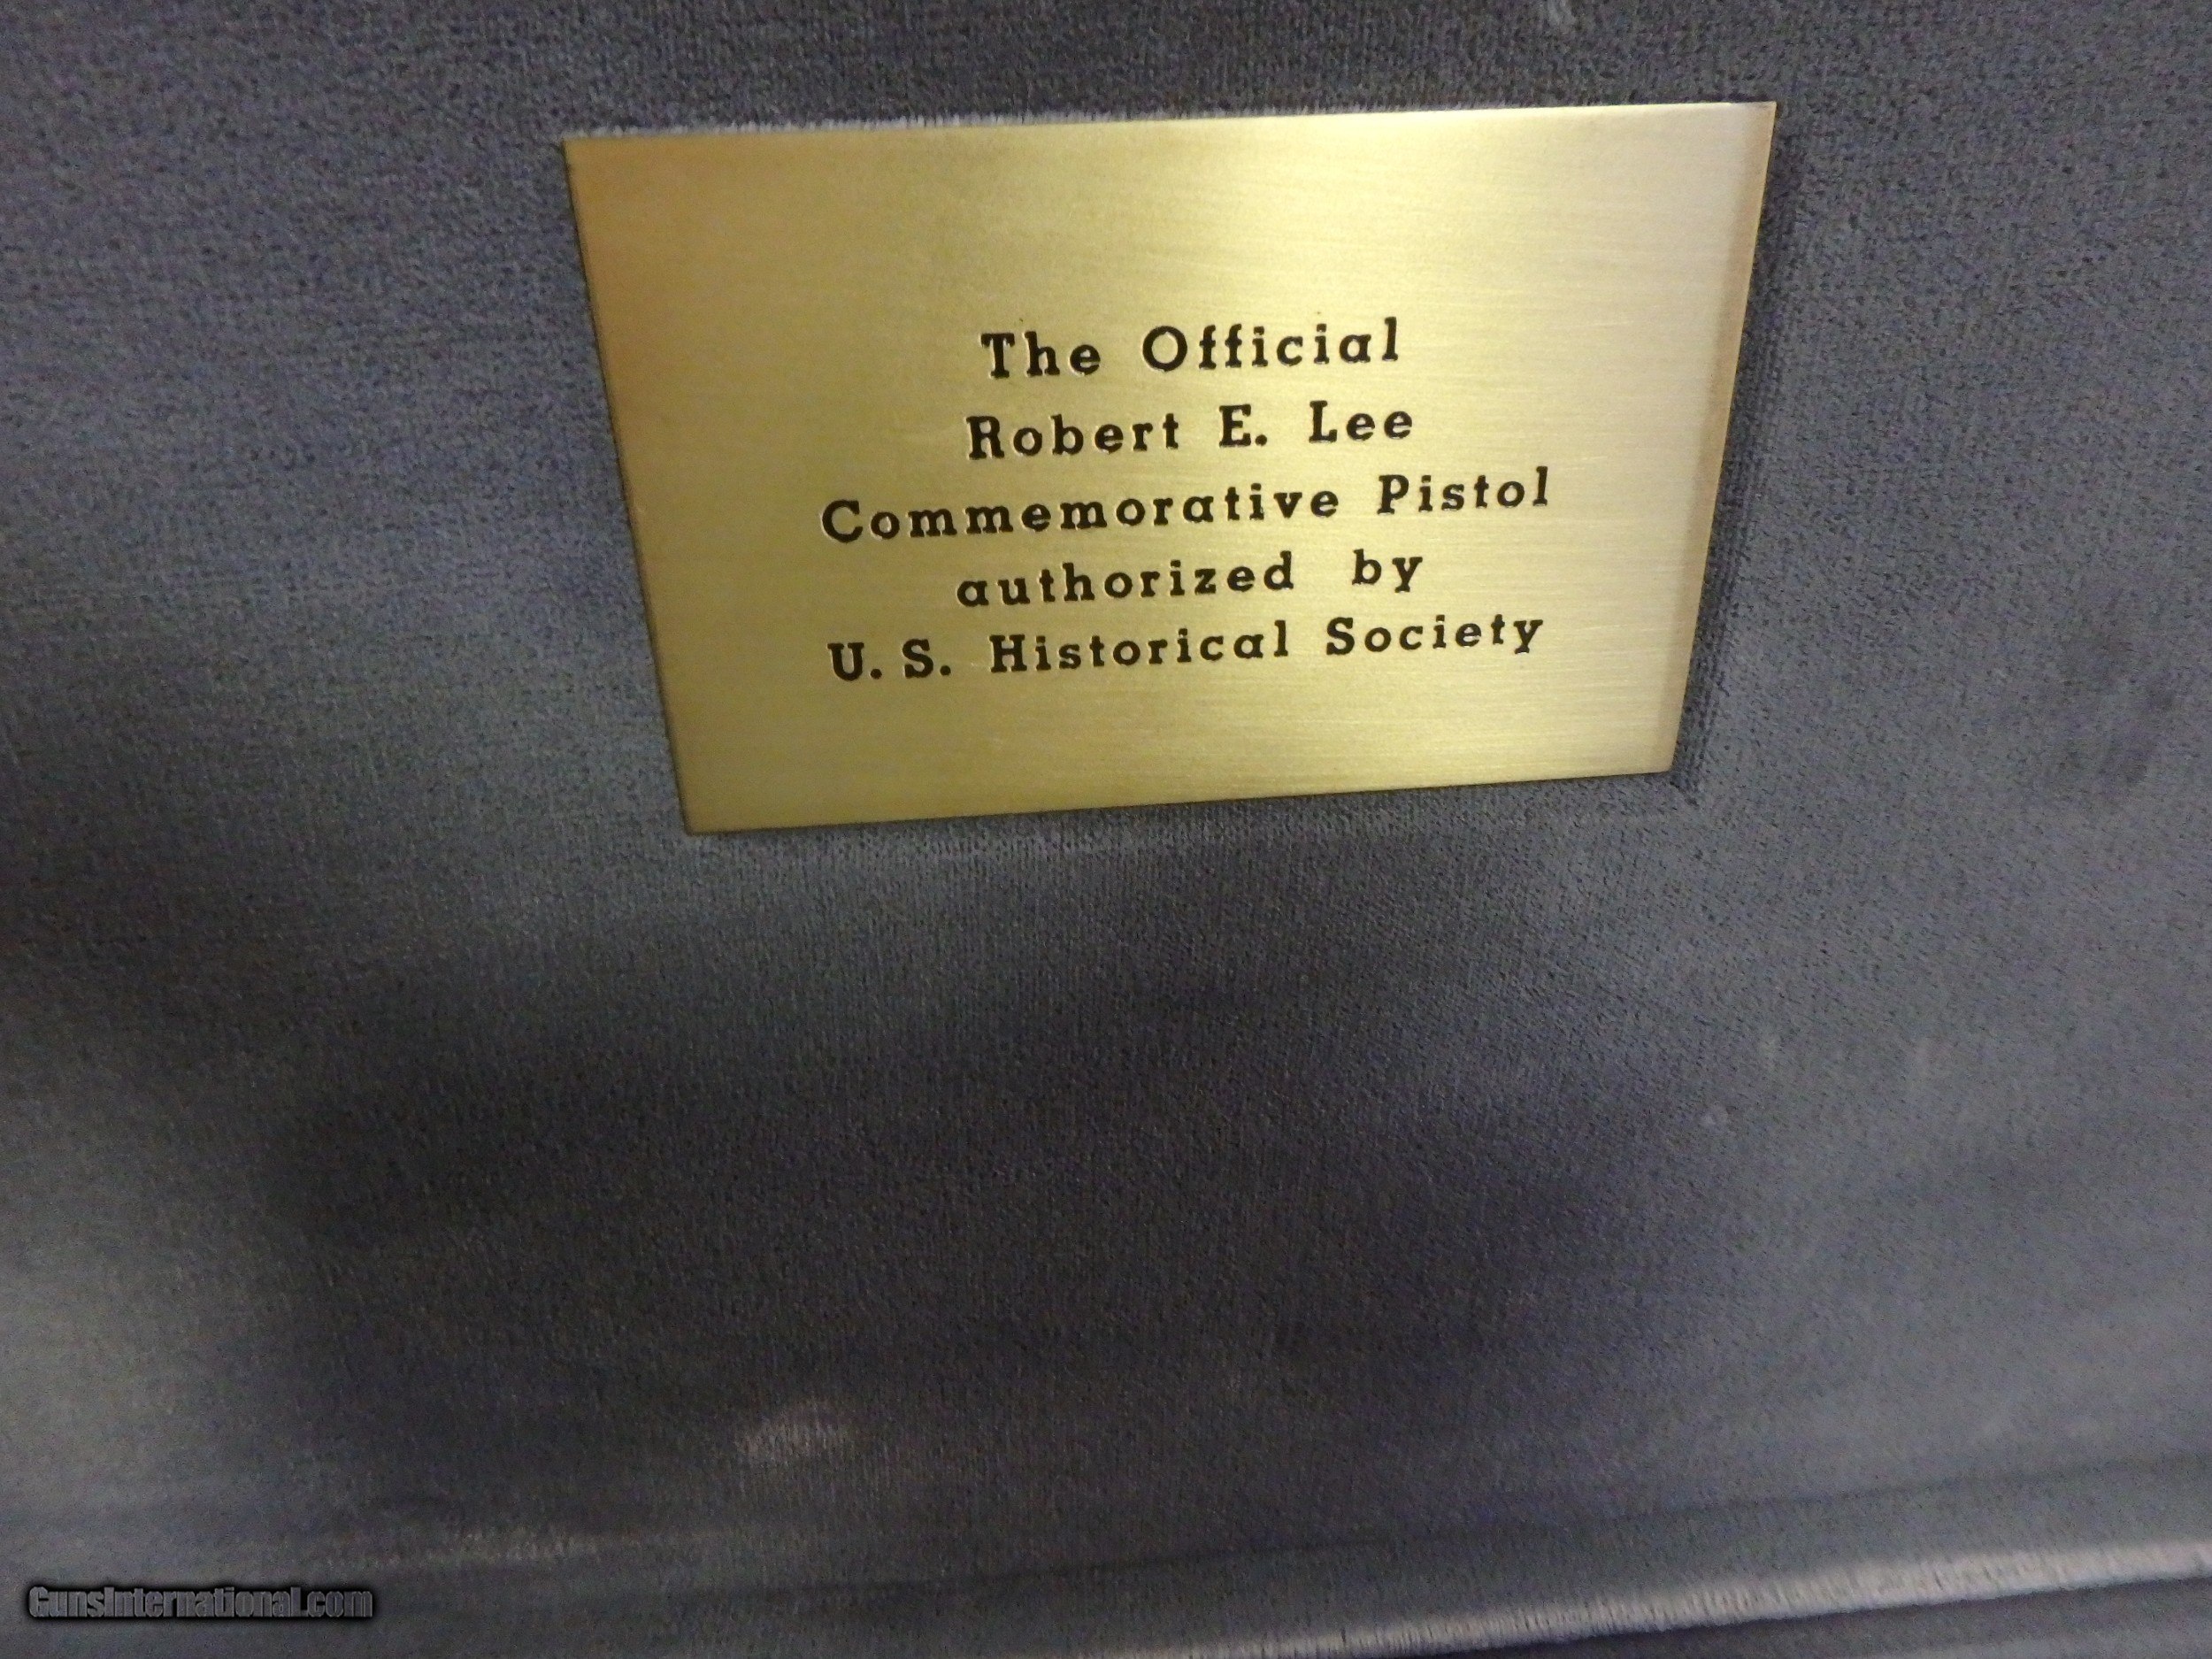 The Official
Robert E. Lee
Commemorative Pistol
authorized by
U. S. Historical Society
GunsInternational.com